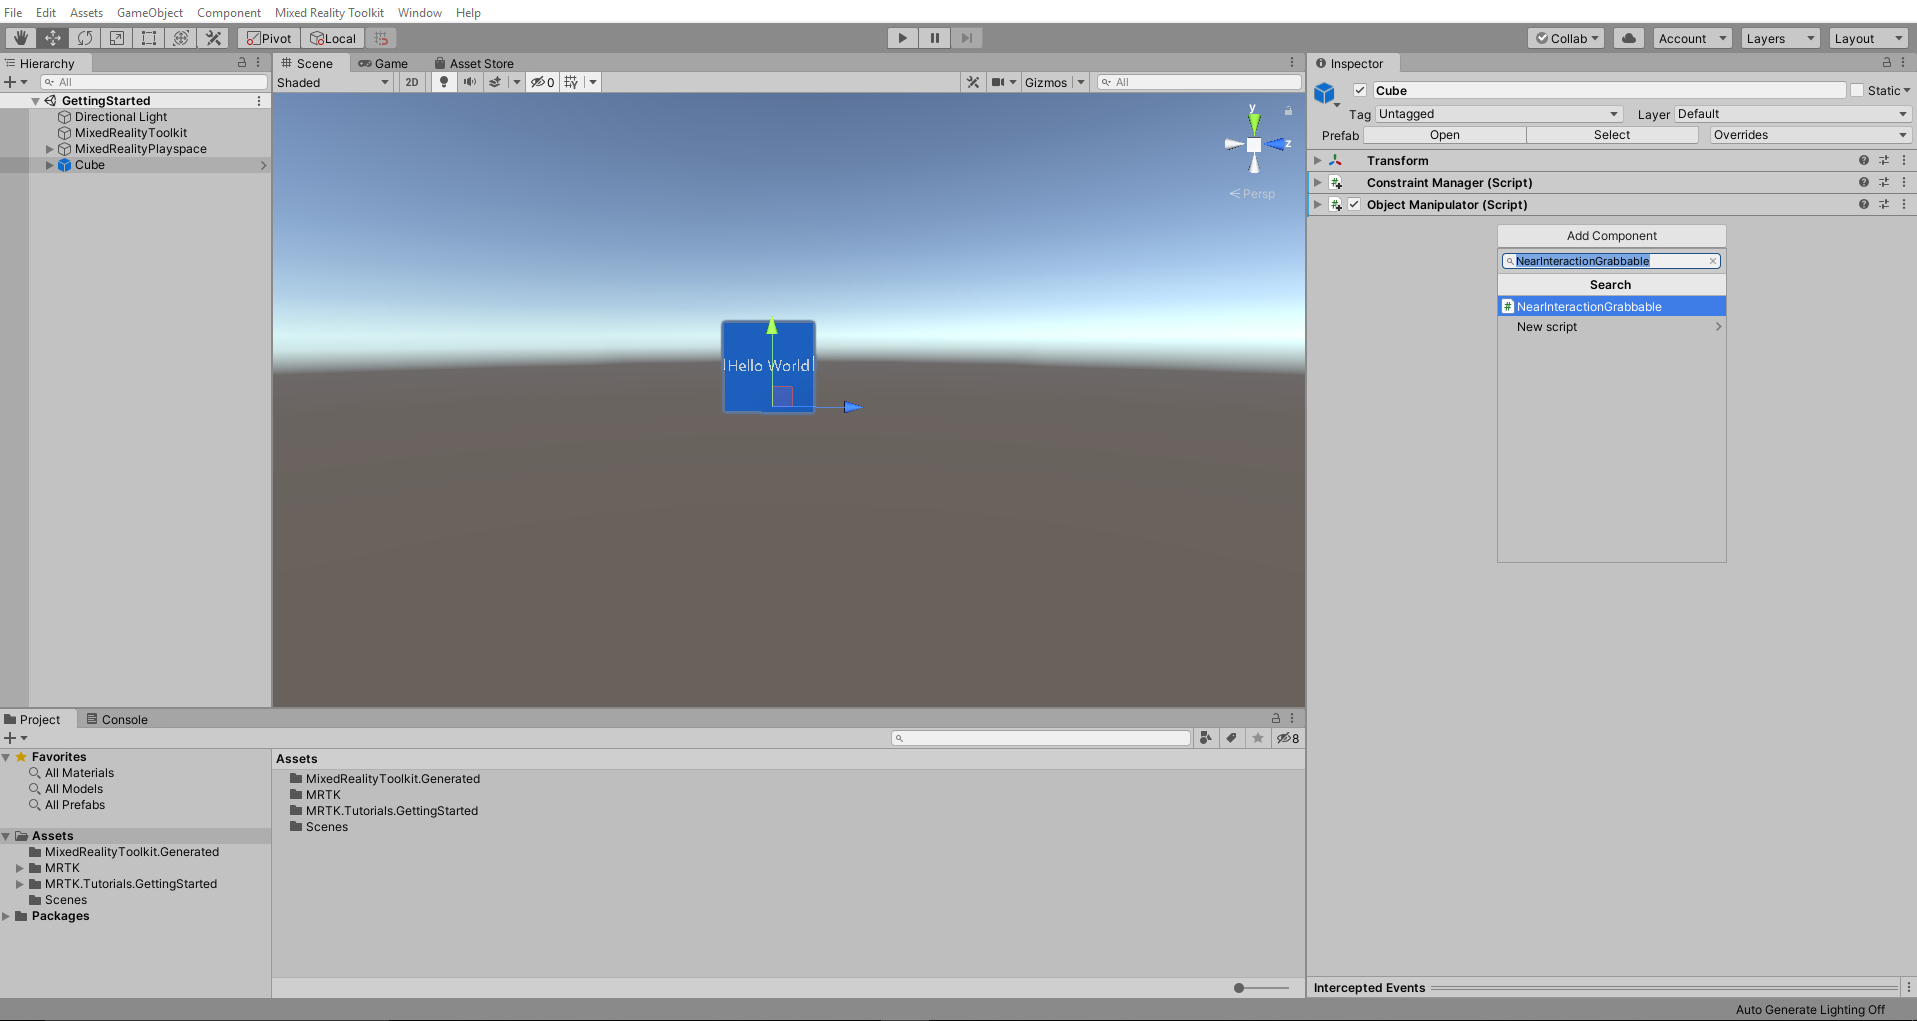 File Edit Assets GameObject Component Mixed Reality Toolkit Window Help
Pivot Local Collab Account Layers Layout
Hierarchy
All
GettingStarted
Directional Light
MixedRealityToolkit
MixedRealityPlayspace
Cube
Scene Game Asset Store
Shaded 2D 0 Gizmos All
y
z
Persp
Hello World
Inspector
Cube Static
Tag Untagged Layer Default
Prefab Open Select Overrides
Transform
Constraint Manager (Script)
Object Manipulator (Script)
Add Component
NearInteractionGrabbable
Search
NearInteractionGrabbable
New script
Project Console
8
Favorites
All Materials
All Models
All Prefabs
Assets
MixedRealityToolkit.Generated
MRTK
MRTK.Tutorials.GettingStarted
Scenes
Packages
Assets
MixedRealityToolkit.Generated
MRTK
MRTK.Tutorials.GettingStarted
Scenes
Intercepted Events
Auto Generate Lighting Off